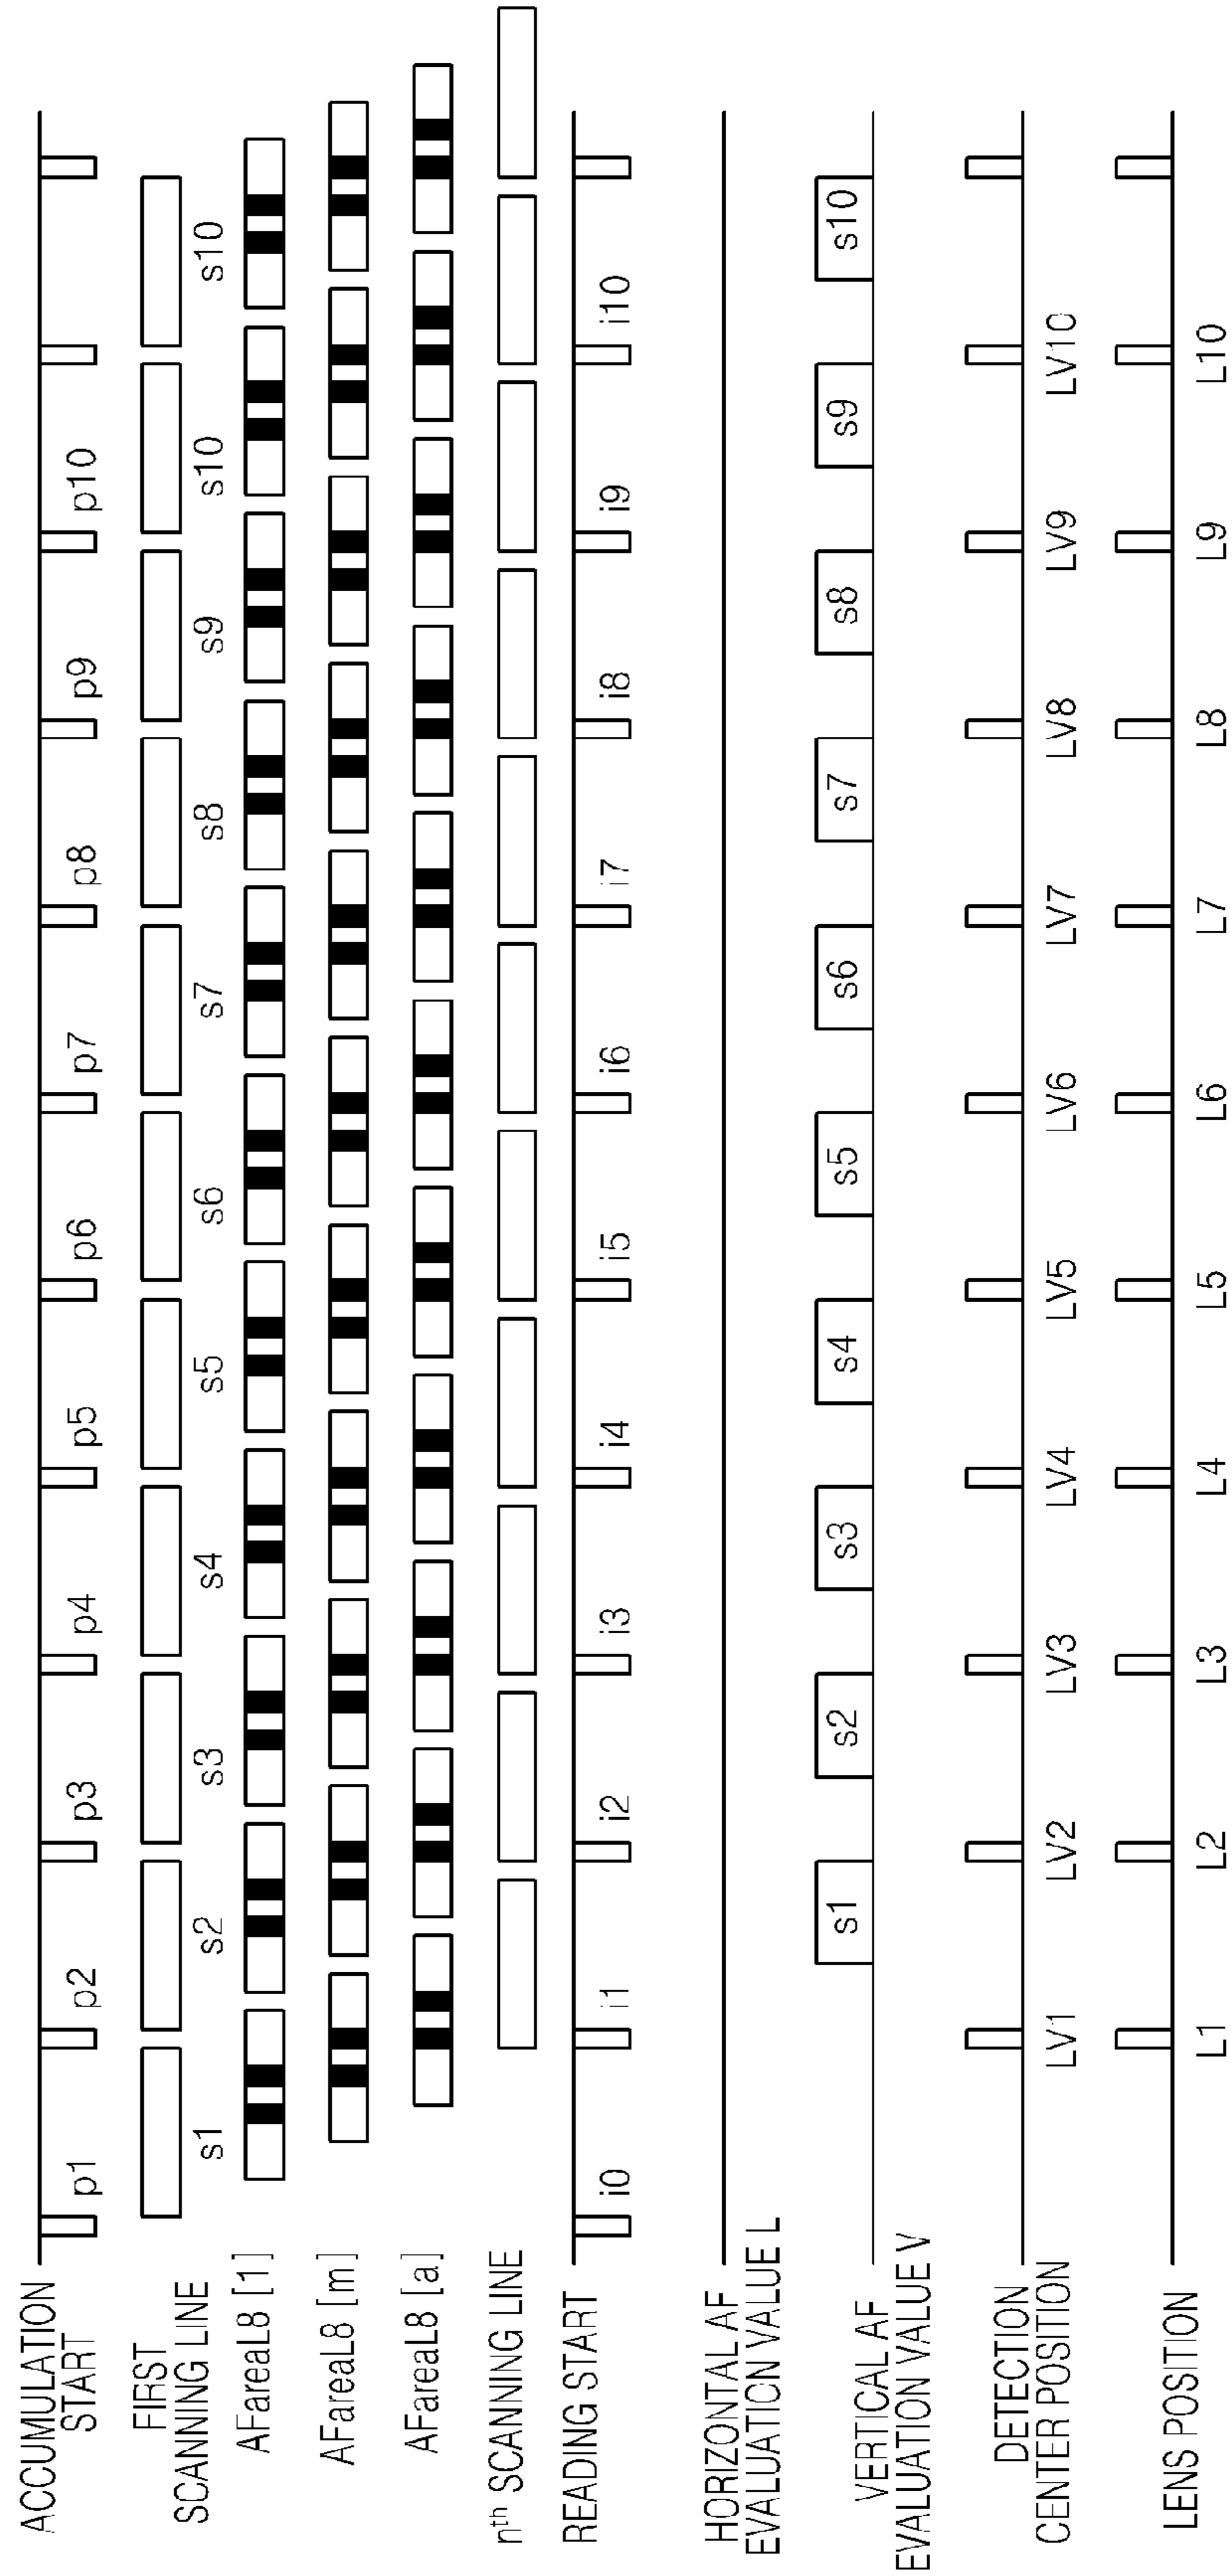 ACCUMULATION
START
p1 p2 p3 p4 p5 p6 p7 p8 p9 p10
FIRST
SCANNING LINE
s1 s2 s3 s4 s5 s6 s7 s8 s9 s10 s10
AFareaL8 [1]
AFareaL8 [m]
AFareaL8 [a]
nth SCANNING LINE
READING START
i0 i1 i2 i3 i4 i5 i6 i7 i8 i9 i10
HORIZONTAL AF
EVALUATION VALUE L
VERTICAL AF
EVALUATION VALUE V
s1 s2 s3 s4 s5 s6 s7 s8 s9 s10
DETECTION
CENTER POSITION
LV1 LV2 LV3 LV4 LV5 LV6 LV7 LV8 LV9 LV10
LENS POSITION
L1 L2 L3 L4 L5 L6 L7 L8 L9 L10